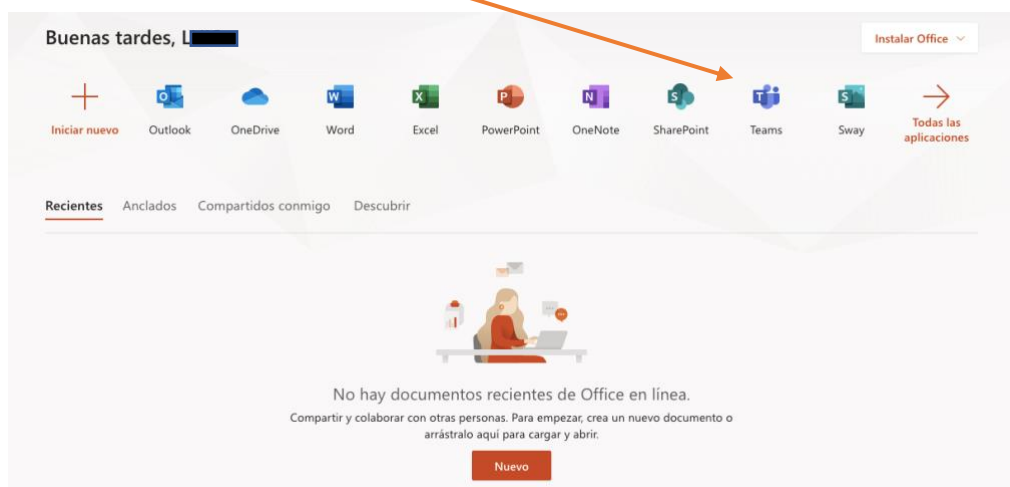 Buenas tardes, L
Instalar Office
Iniciar nuevo
Outlook
OneDrive
Word
Excel
PowerPoint
OneNote
SharePoint
Teams
Sway
Todas las
aplicaciones
Recientes Anclados Compartidos conmigo Descubrir
No hay documentos recientes de Office en línea.
Compartir y colaborar con otras personas. Para empezar, crea un nuevo documento o
arrástralo aquí para cargar y abrir.
Nuevo